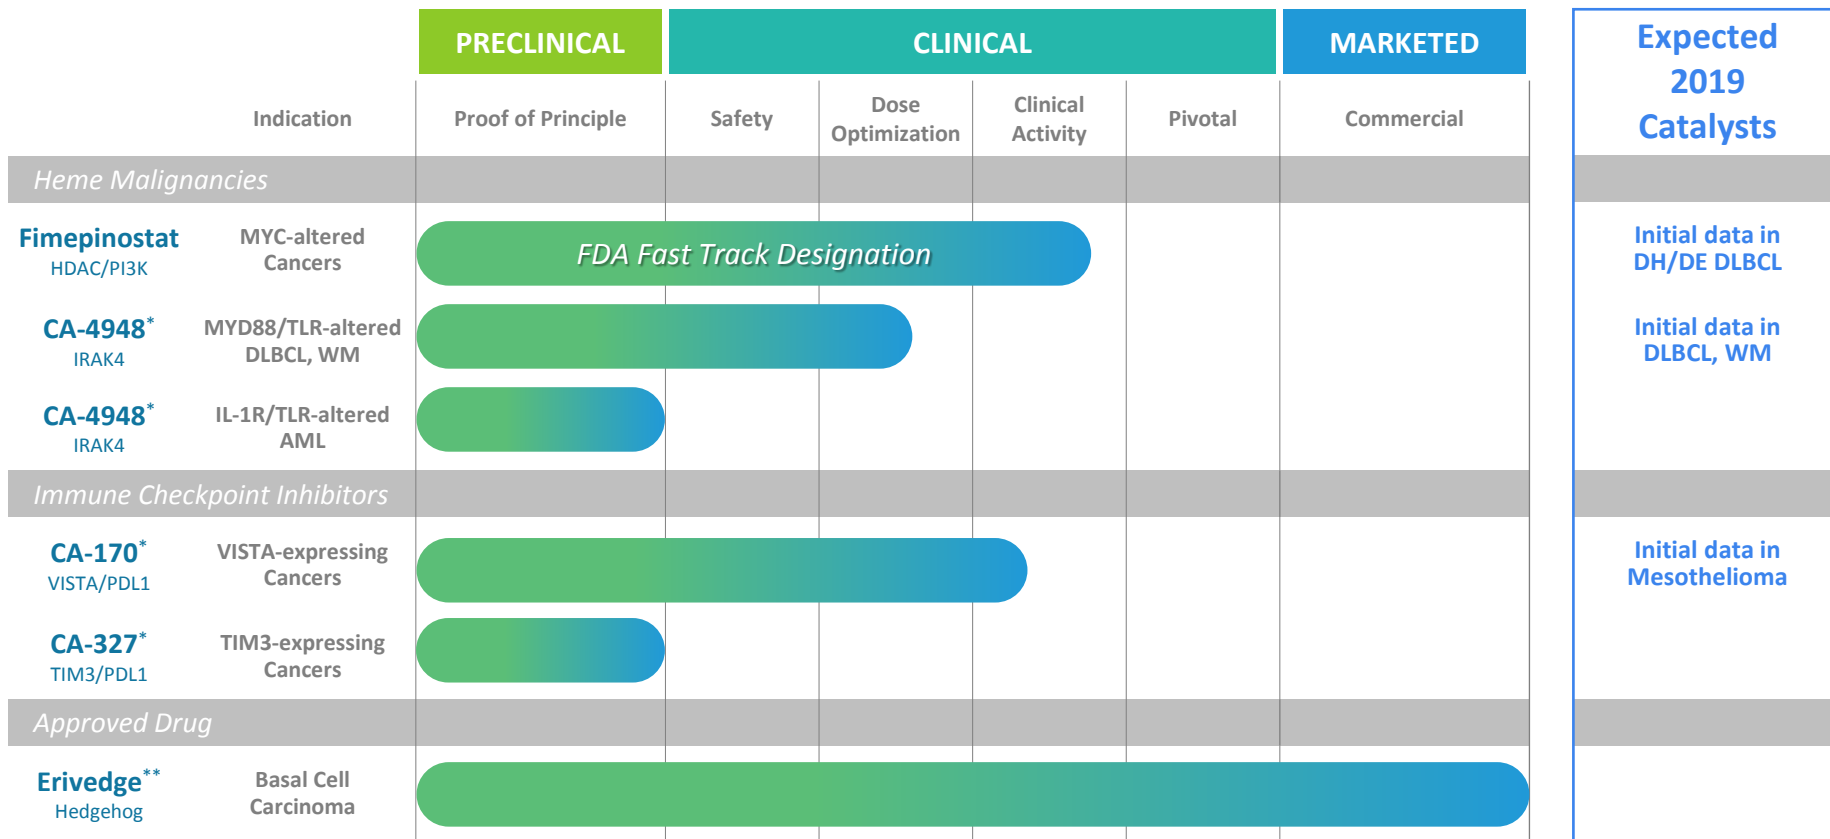 PRECLINICAL CLINICAL MARKETED
Expected
2019
Catalysts
Indication Proof of Principle Safety Dose Optimization Clinical Activity Pivotal Commercial
Heme Malignancies
Fimepinostat
HDAC/PI3K
MYC-altered
Cancers
FDA Fast Track Designation
Initial data in
DH/DE DLBCL
CA-4948*
IRAK4
MYD88/TLR-altered
DLBCL, WM
Initial data in
DLBCL, WM
CA-4948*
IRAK4
IL-1R/TLR-altered
AML
Immune Checkpoint Inhibitors
CA-170*
VISTA/PDL1
VISTA-expressing
Cancers
Initial data in
Mesothelioma
CA-327*
TIM3/PDL1
TIM3-expressing
Cancers
Approved Drug
Erivedge**
Hedgehog
Basal Cell
Carcinoma